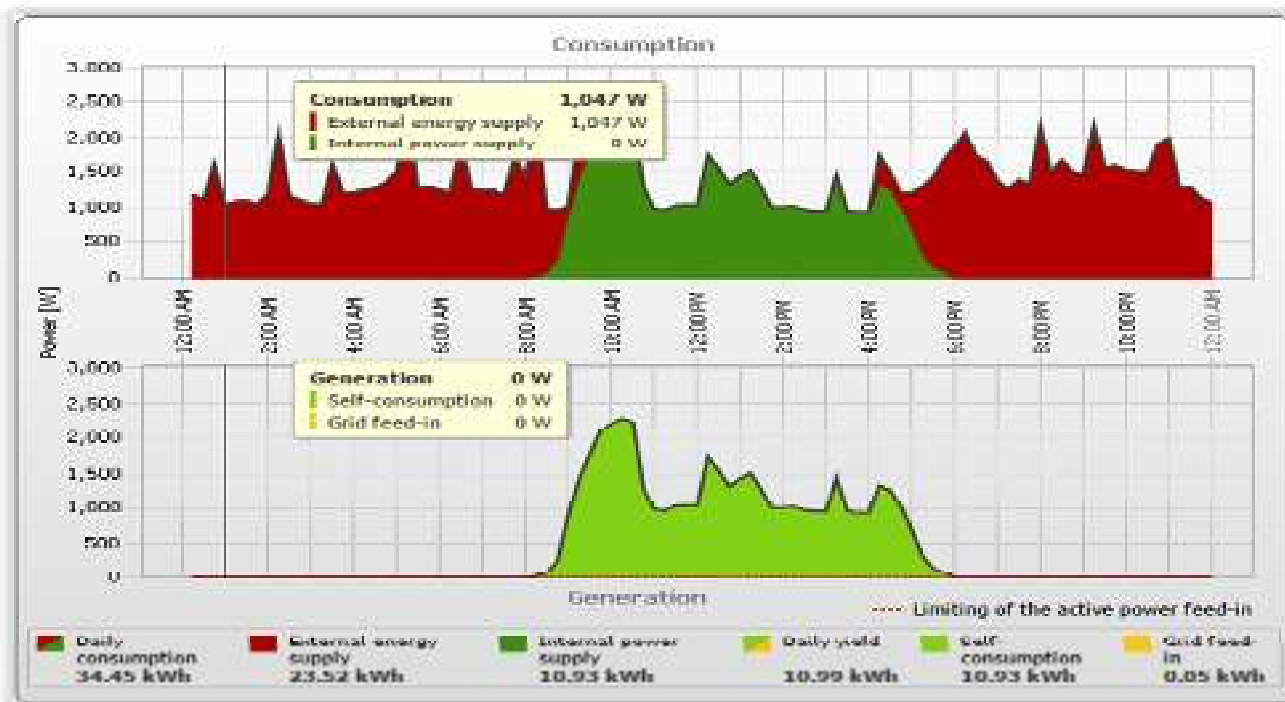 Consumption
3,000
2,500
2,000
1,500
1,000
500
0
Consumption 1,047 W
External energy supply 1,047 W
Internal power supply 0 W
Power [W]
12:00 AM
2:00 AM
4:00 AM
6:00 AM
8:00 AM
10:00 AM
12:00 PM
2:00 PM
4:00 PM
6:00 PM
8:00 PM
10:00 PM
12:00 AM
3,000
2,500
2,000
1,500
1,000
500
0
Generation 0 W
Self-consumption 0 W
Grid feed-in 0 W
Generation
Limiting of the active power feed-in
Daily
consumption
34.45 kWh
External energy
supply
23.52 kWh
Internal power
supply
10.93 kWh
Daily yield
10.99 kWh
Self-
consumption
10.93 kWh
Grid feed-
in
0.05 kWh